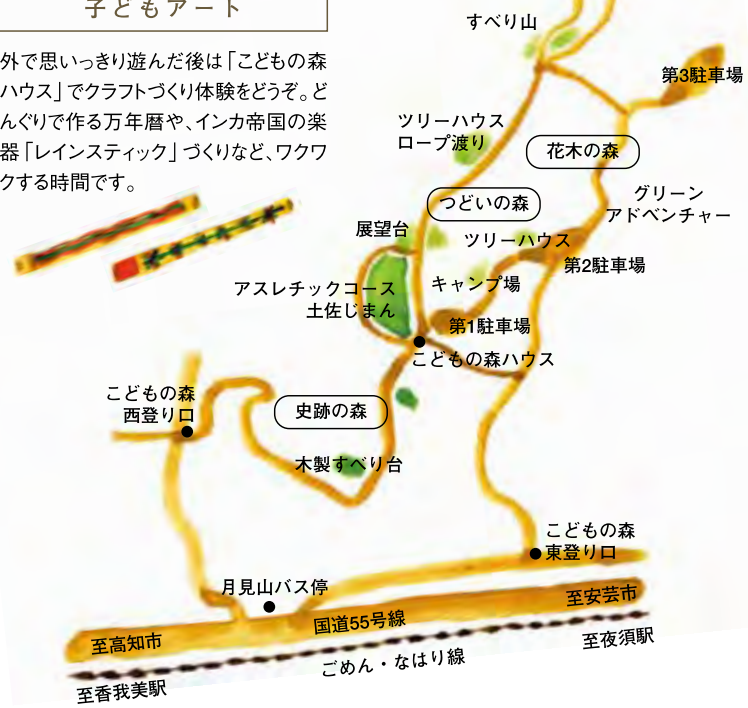 子どもアート
外で思いっきり遊んだ後は「こどもの森
ハウス」でクラフトづくり体験をどうぞ。ど
んぐりで作る万年暦や、インカ帝国の楽
器「レインスティック」づくりなど、ワクワ
クする時間です。
すべり山
第3駐車場
ツリーハウス
ロープ渡り
花木の森
つどいの森
グリーン
アドベンチャー
展望台
ツリーハウス
第2駐車場
アスレチックコース
土佐じまん
キャンプ場
第1駐車場
こどもの森ハウス
こどもの森
西登り口
史跡の森
木製すべり台
こどもの森
東登り口
月見山バス停
至安芸市
国道55号線
至高知市
至夜須駅
ごめん・なはり線
至香我美駅